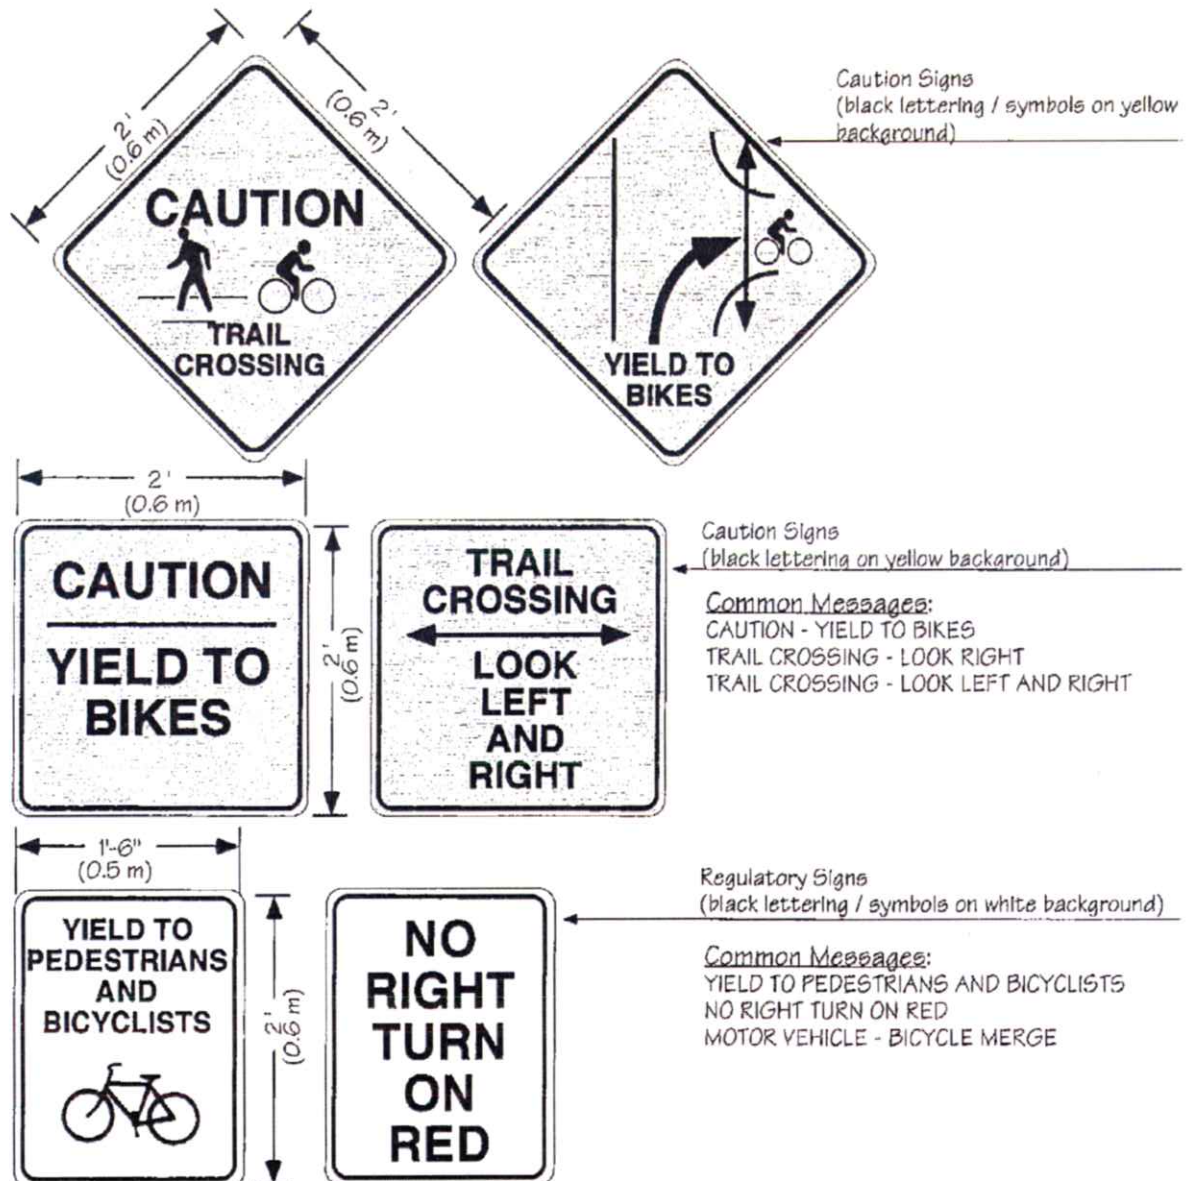 2'
(0.6 m)
2'
(0.6 m)
Caution Signs
(black lettering / symbols on yellow
background)
CAUTION
TRAIL
CROSSING
YIELD TO
BIKES
2'
(0.6 m)
CAUTION
YIELD TO
BIKES
2'
(0.6 m)
TRAIL
CROSSING
LOOK
LEFT
AND
RIGHT
Caution Signs
(black lettering on yellow background)
Common Messages:
CAUTION - YIELD TO BIKES
TRAIL CROSSING - LOOK RIGHT
TRAIL CROSSING - LOOK LEFT AND RIGHT
1'-6"
(0.5 m)
YIELD TO
PEDESTRIANS
AND
BICYCLISTS
2'
(0.6 m)
NO
RIGHT
TURN
ON
RED
Regulatory Signs
(black lettering / symbols on white background)
Common Messages:
YIELD TO PEDESTRIANS AND BICYCLISTS
NO RIGHT TURN ON RED
MOTOR VEHICLE - BICYCLE MERGE